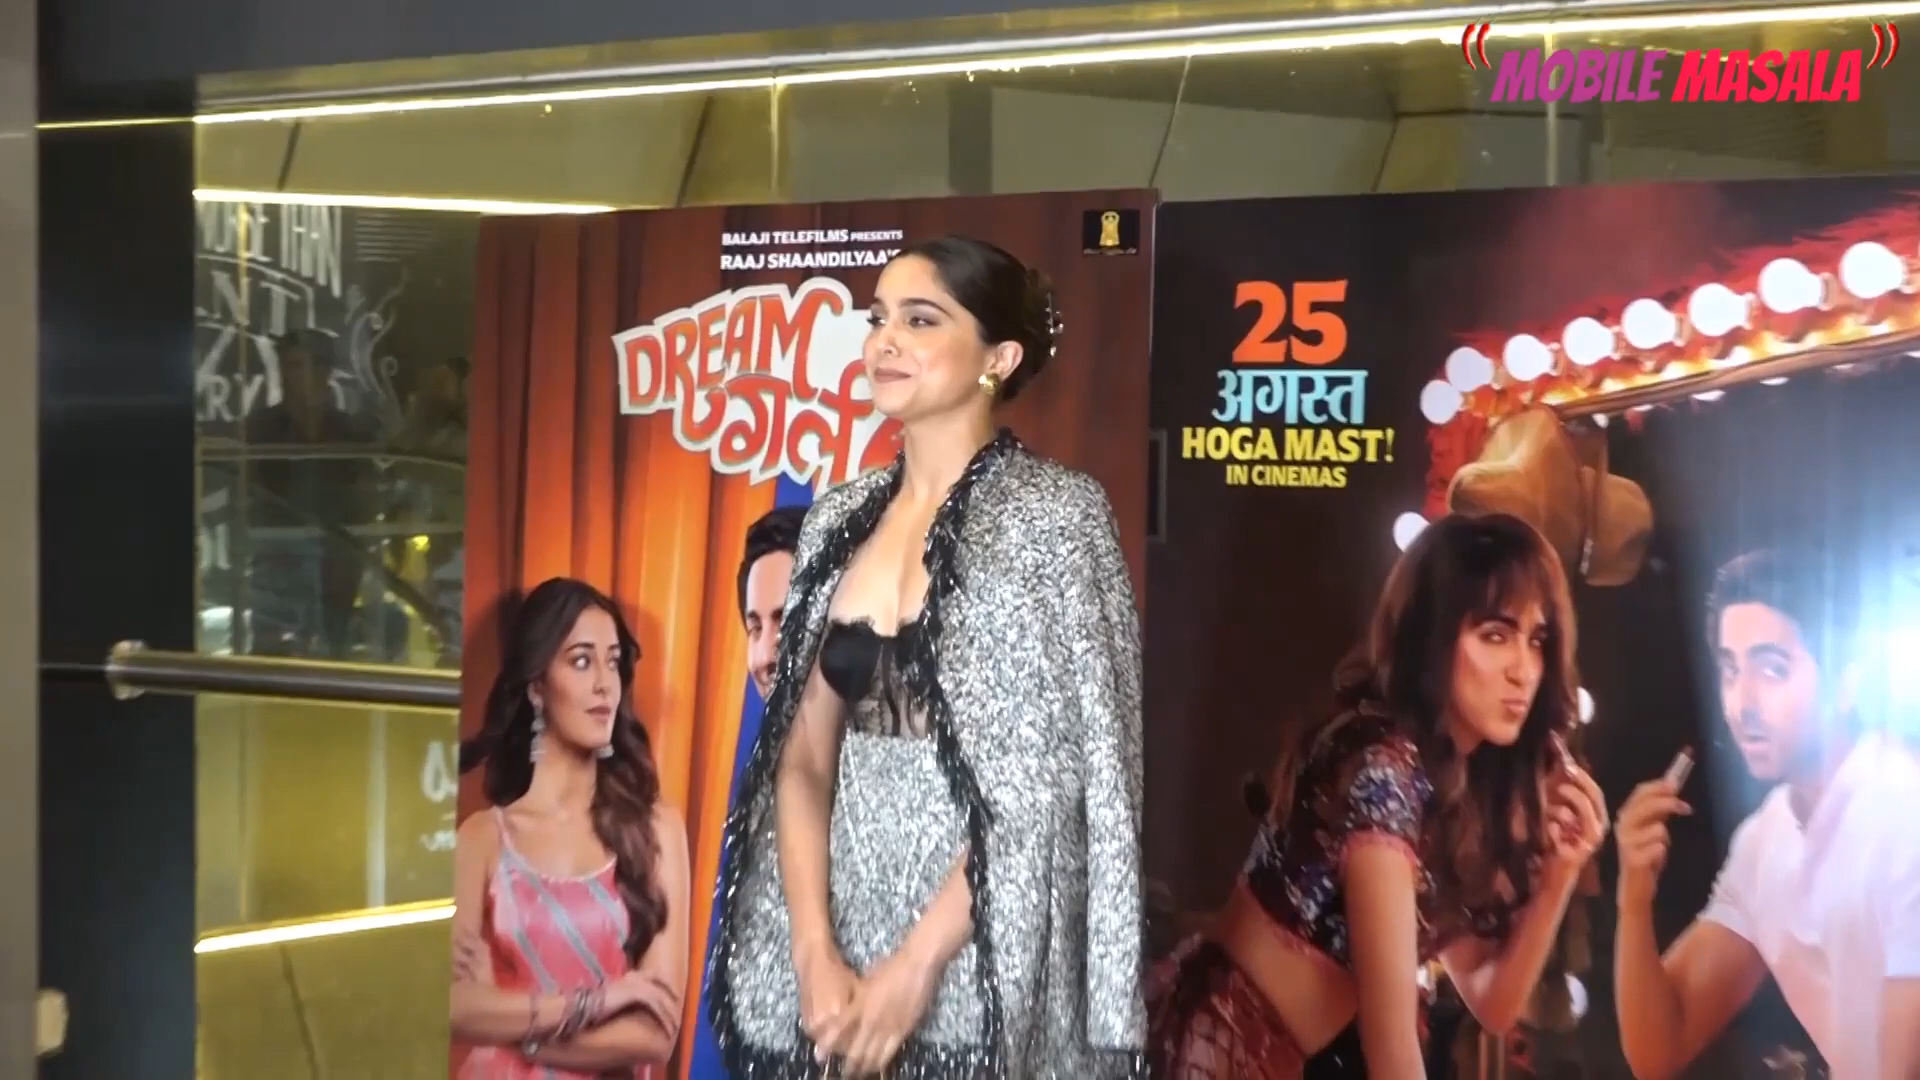 MOBILE MASALA
BALAJI TELEFILMS PRESENTS
RAAJ SHAANDILYAA'S
DREAM
गर्ल
25
अगस्त
HOGA MAST!
IN CINEMAS